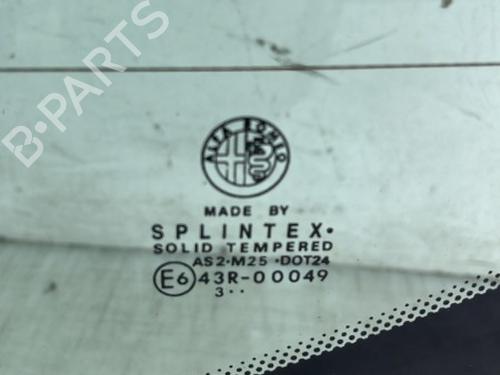 B-PARTS
ALFA ROMEO
MADE BY
SPLINTEX•
SOLID TEMPERED
AS2•M25 •DOT24
E6 43R-00049
3••